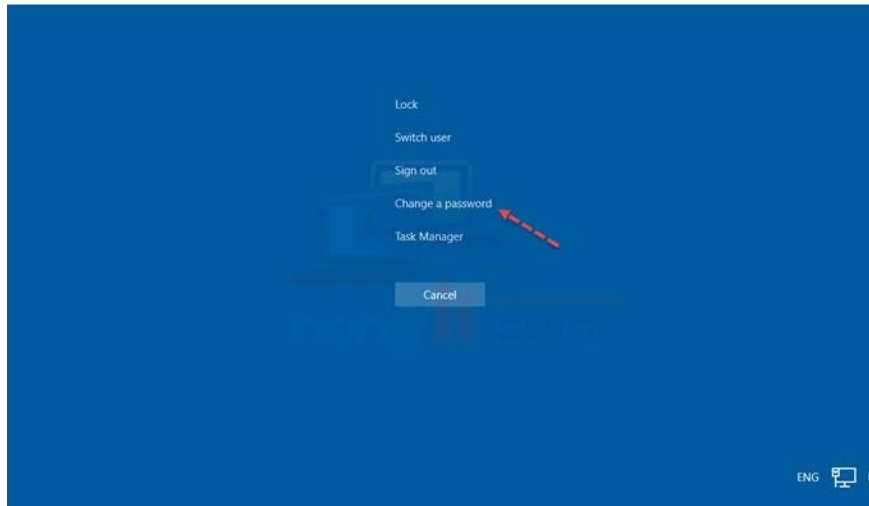 Lock
Switch user
Sign out
Change a password
Task Manager
Cancel
ENG